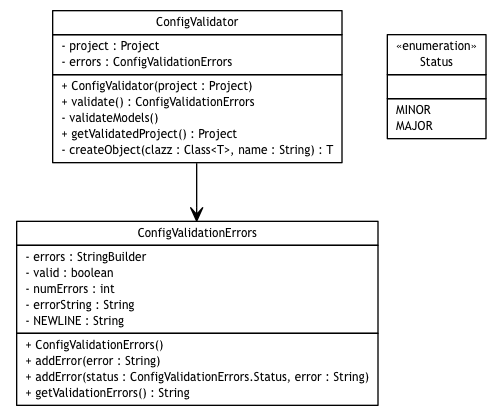 ConfigValidator
- project : Project
- errors : ConfigValidationErrors
+ ConfigValidator(project : Project)
+ validate() : ConfigValidationErrors
- validateModels()
+ getValidatedProject() : Project
- createObject(clazz : Class<T>, name : String) : T
«enumeration»
Status
MINOR
MAJOR
ConfigValidationErrors
- errors : StringBuilder
- valid : boolean
- numErrors : int
- errorString : String
- NEWLINE : String
+ ConfigValidationErrors()
+ addError(error : String)
+ addError(status : ConfigValidationErrors.Status, error : String)
+ getValidationErrors() : String